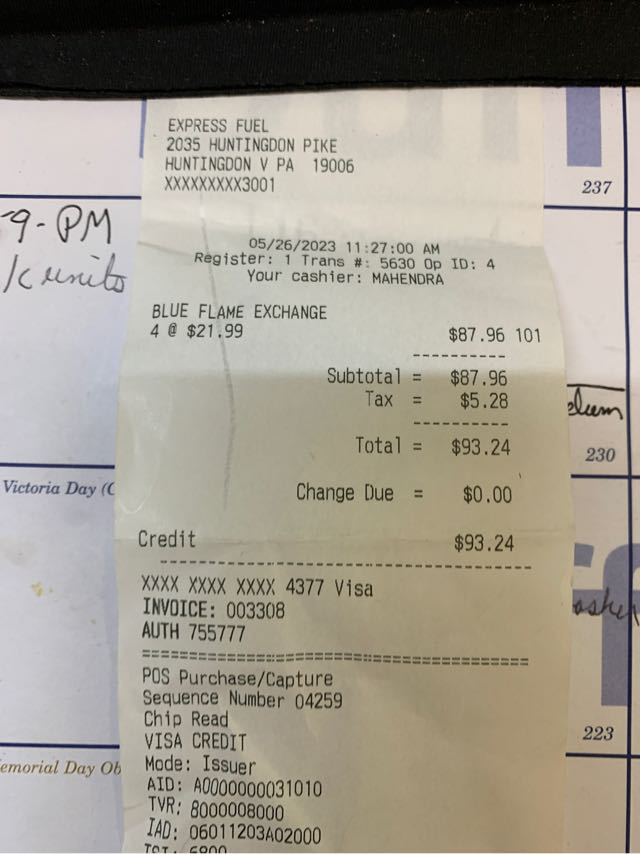 EXPRESS FUEL
2035 HUNTINGDON PIKE
HUNTINGDON V PA 19006
XXXXXXXXX3001
05/26/2023 11:27:00 AM
Register: 1 Trans #: 5630 Op ID: 4
Your cashier: MAHENDRA
BLUE FLAME EXCHANGE
4 @ $21.99 $87.96 101
----------
Subtotal = $87.96
Tax = $5.28
----------
Total = $93.24
Change Due = $0.00
Credit $93.24
XXXX XXXX XXXX 4377 Visa
INVOICE: 003308
AUTH 755777
POS Purchase/Capture
Sequence Number 04259
Chip Read
VISA CREDIT
Mode: Issuer
AID: A0000000031010
TVR: 8000008000
IAD: 06011203A02000
TSI: 6800
-9-PM
237
230
Victoria Day (C
223
emorial Day Ob